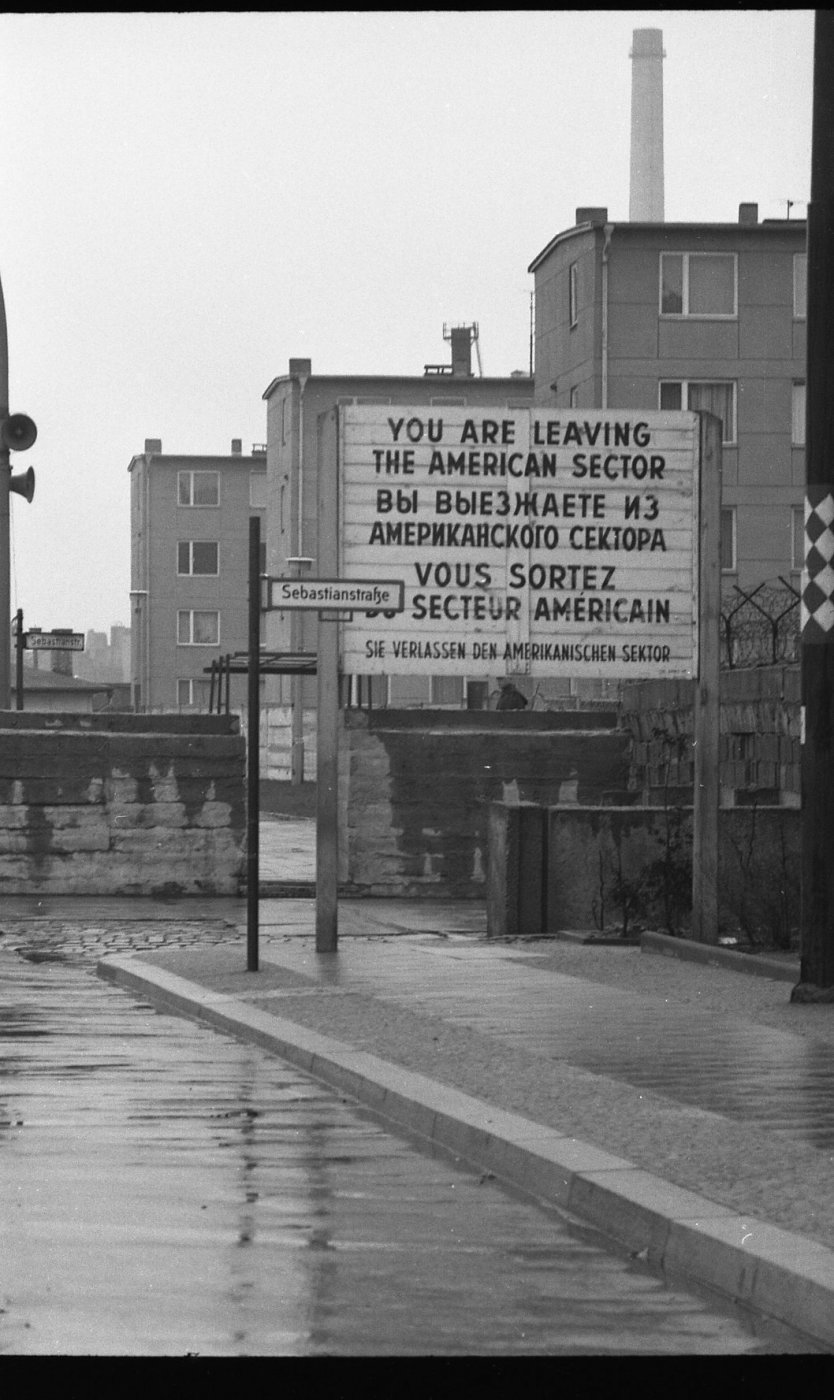 YOU ARE LEAVING
THE AMERICAN SECTOR
ВЫ ВЫЕЗЖАЕТЕ ИЗ
АМЕРИКАНСКОГО СЕКТОРА
VOUS SORTEZ
DU SECTEUR AMÉRICAIN
SIE VERLASSEN DEN AMERIKANISCHEN SEKTOR
Sebastianstraße
Sebastianstr.